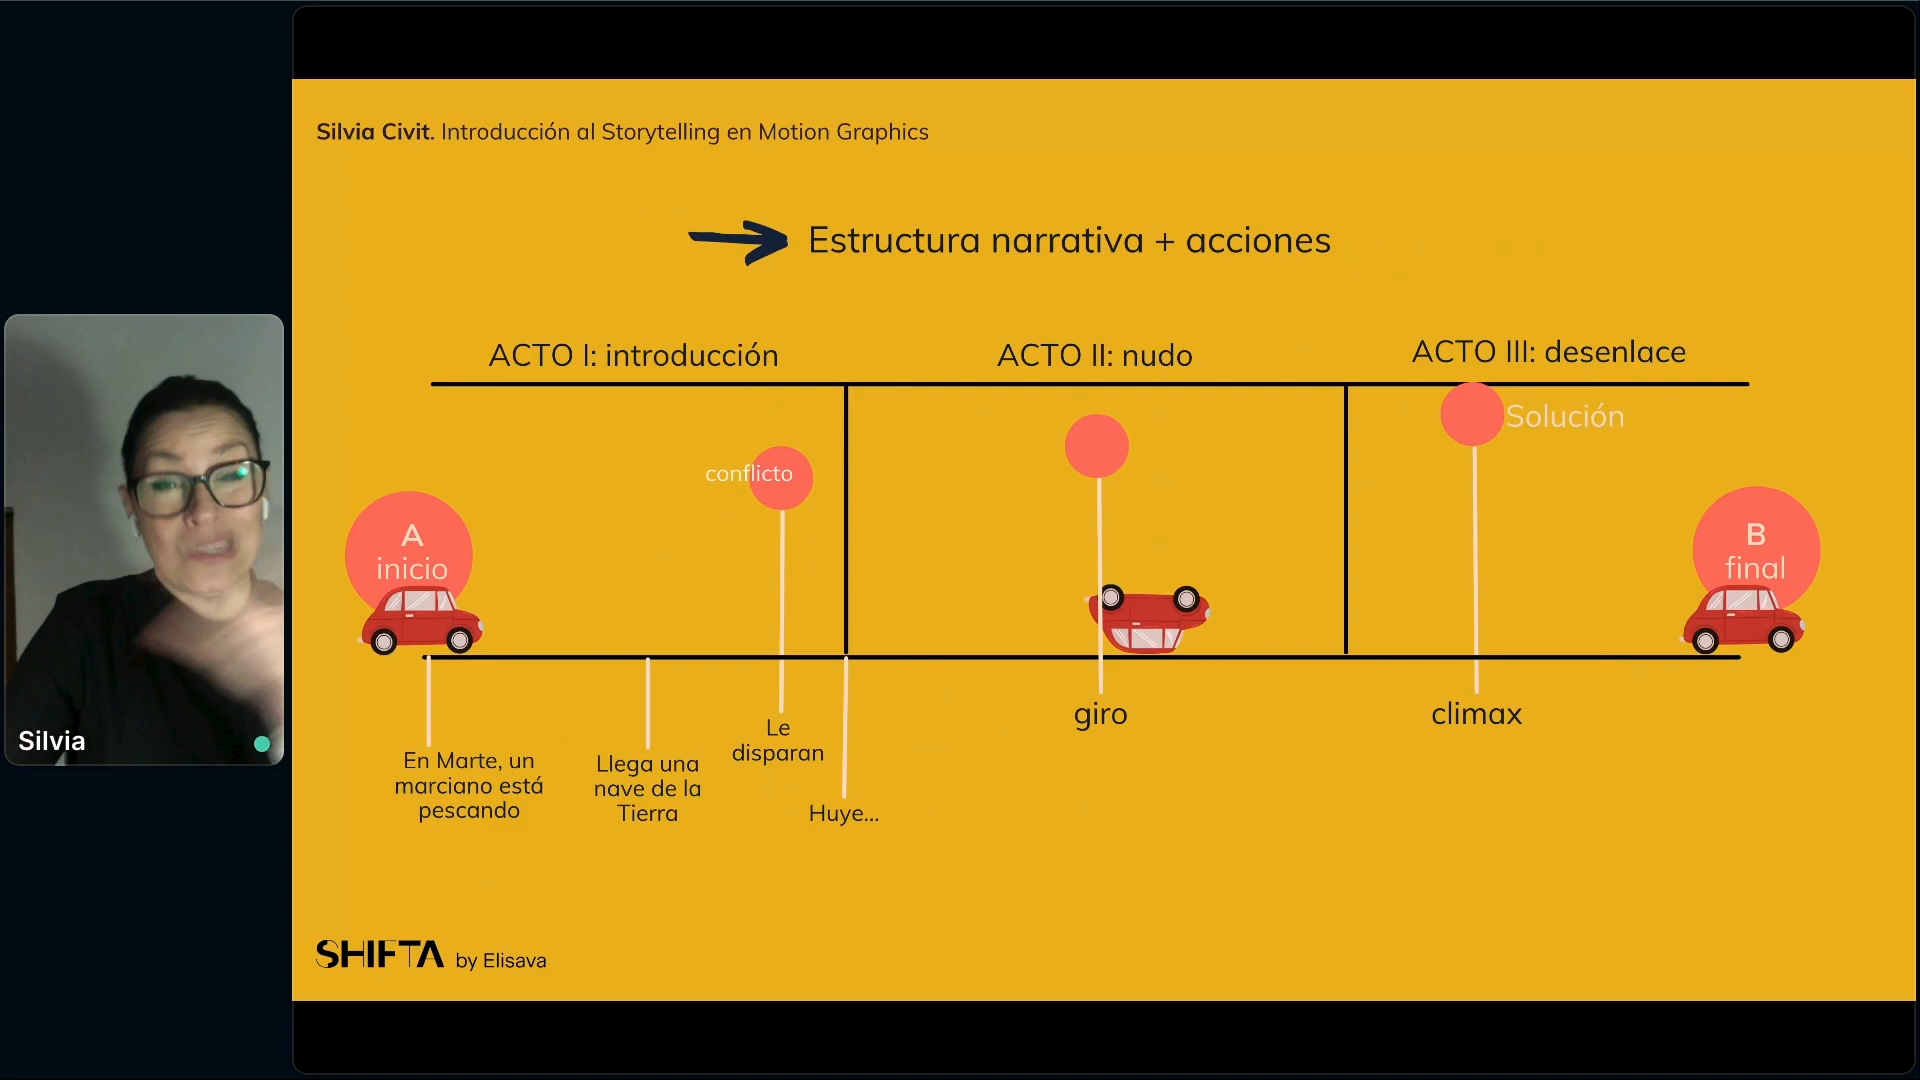 Silvia Civit. Introducción al Storytelling en Motion Graphics
Estructura narrativa + acciones
ACTO I: introducción
ACTO II: nudo
ACTO III: desenlace
Solución
conflicto
A
inicio
B
final
giro
climax
Le
disparan
En Marte, un
marciano está
pescando
Llega una
nave de la
Tierra
Huye...
Silvia
SHIFTA by Elisava